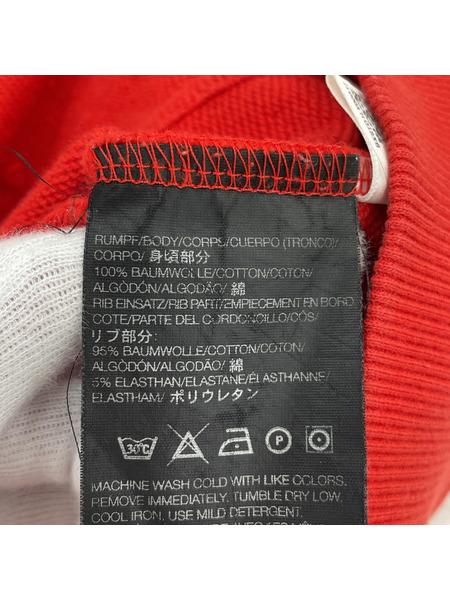 RUMPF/BODY/CORPS/CUERPO (TRONCO)/
CORPO/ 身頃部分
100% BAUMWOLLE/COTTON/COTON/
ALGODÓN/ALGODÃO/ 綿
RIB EINSATZ/RIB PART/EMPIECEMENT EN BORD
CÔTE/PARTE DEL CORDONCILLO/CÓS/
リブ部分:
95% BAUMWOLLE/COTTON/COTON/
ALGODÓN/ALGODÃO/ 綿
5% ELASTHAN/ELASTANE/ÉLASTHANNE/
ELASTHAM/ ポリウレタン
30°C P
MACHINE WASH COLD WITH LIKE COLORS.
REMOVE IMMEDIATELY. TUMBLE DRY LOW.
COOL IRON. USE MILD DETERGENT.